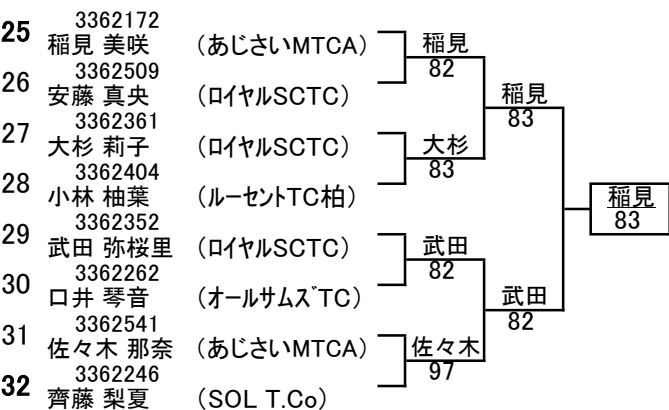 3362172
25 稲見 美咲 (あじさいMTCA)
稲見
82
3362509
26 安藤 真央 (ロイヤルSCTC)
稲見
83
3362361
27 大杉 莉子 (ロイヤルSCTC)
大杉
83
3362404
28 小林 柚葉 (ルーセントTC柏)
稲見
83
3362352
29 武田 弥桜里 (ロイヤルSCTC)
武田
82
3362262
30 口井 琴音 (オールサムズTC)
武田
82
3362541
31 佐々木 那奈 (あじさいMTCA)
佐々木
97
3362246
32 齊藤 梨夏 (SOL T.Co)